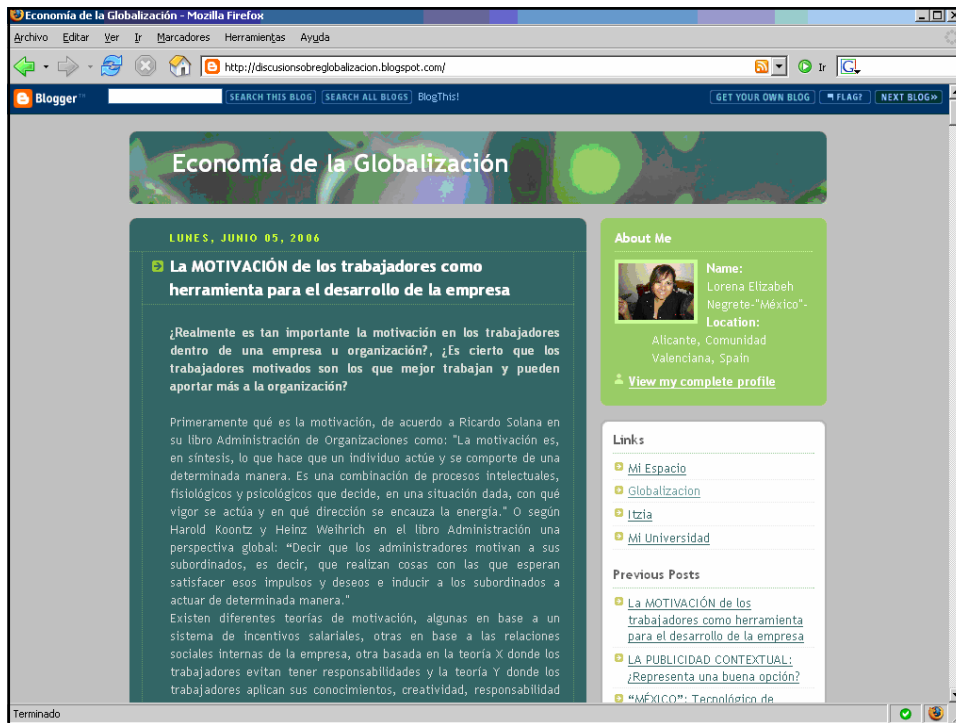 Economía de la Globalización - Mozilla Firefox
Archivo Editar Ver Ir Marcadores Herramientas Ayuda
http://discusionsobreglobalizacion.blogspot.com/ Ir
Blogger SEARCH THIS BLOG SEARCH ALL BLOGS BlogThis! GET YOUR OWN BLOG FLAG? NEXT BLOG»
Economía de la Globalización
LUNES, JUNIO 05, 2006
La MOTIVACIÓN de los trabajadores como
herramienta para el desarrollo de la empresa
¿Realmente es tan importante la motivación en los trabajadores
dentro de una empresa u organización?, ¿Es cierto que los
trabajadores motivados son los que mejor trabajan y pueden
aportar más a la organización?
Primeramente qué es la motivación, de acuerdo a Ricardo Solana en
su libro Administración de Organizaciones como: "La motivación es,
en síntesis, lo que hace que un individuo actúe y se comporte de una
determinada manera. Es una combinación de procesos intelectuales,
fisiológicos y psicológicos que decide, en una situación dada, con qué
vigor se actúa y en qué dirección se encauza la energía." O según
Harold Koontz y Heinz Weihrich en el libro Administración una
perspectiva global: “Decir que los administradores motivan a sus
subordinados, es decir, que realizan cosas con las que esperan
satisfacer esos impulsos y deseos e inducir a los subordinados a
actuar de determinada manera."
Existen diferentes teorías de motivación, algunas en base a un
sistema de incentivos salariales, otras en base a las relaciones
sociales internas de la empresa, otra basada en la teoría X donde los
trabajadores evitan tener responsabilidades y la teoría Y donde los
trabajadores aplican sus conocimientos, creatividad, responsabilidad
About Me
Name:
Lorena Elizabeh
Negrete-"México"-
Location:
Alicante, Comunidad
Valenciana, Spain
View my complete profile
Links
Mi Espacio
Globalizacion
Itzia
Mi Universidad
Previous Posts
La MOTIVACIÓN de los
trabajadores como herramienta
para el desarrollo de la empresa
LA PUBLICIDAD CONTEXTUAL:
¿Representa una buena opción?
“MÉXICO”: Tecnológico de
Terminado